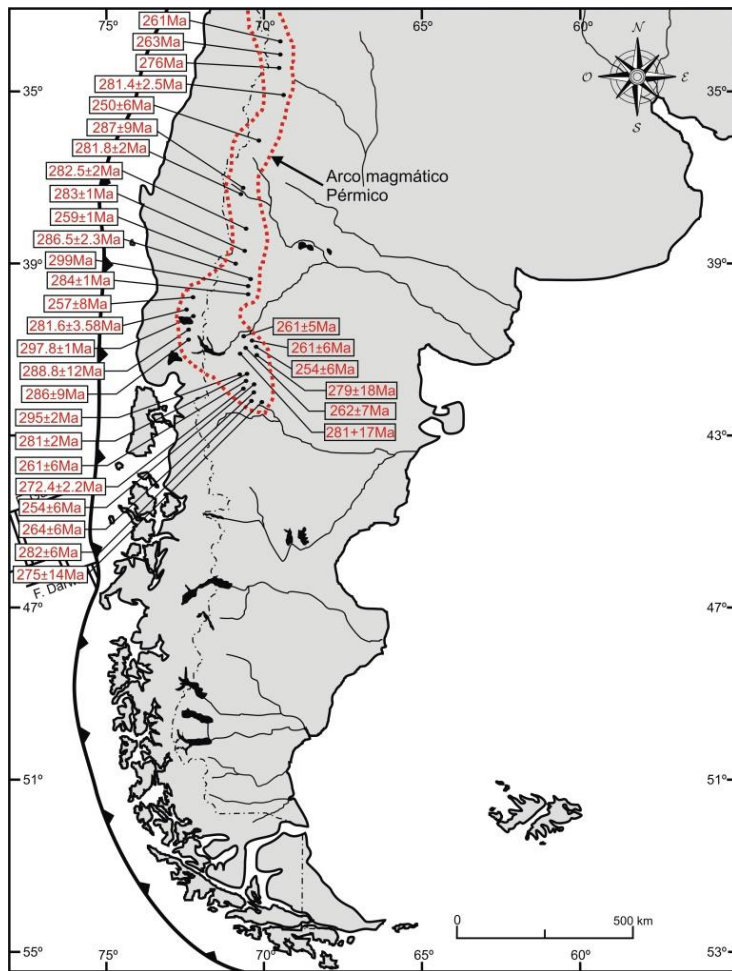 75°
70°
65°
60°
N
O
E
S
35°
35°
261Ma
263Ma
276Ma
281.4±2.5Ma
250±6Ma
287±9Ma
281.8±2Ma
282.5±2Ma
283±1Ma
259±1Ma
286.5±2.3Ma
299Ma
284±1Ma
257±8Ma
281.6±3.58Ma
297.8±1Ma
288.8±12Ma
286±9Ma
295±2Ma
281±2Ma
261±6Ma
272.4±2.2Ma
254±6Ma
264±6Ma
282±6Ma
275±14Ma
Arco magmático
Pérmico
39°
39°
261±5Ma
261±6Ma
254±6Ma
279±18Ma
262±7Ma
281+17Ma
43°
43°
F. Darw
47°
47°
51°
51°
0
500 km
55°
53°
75°
70°
65°
60°